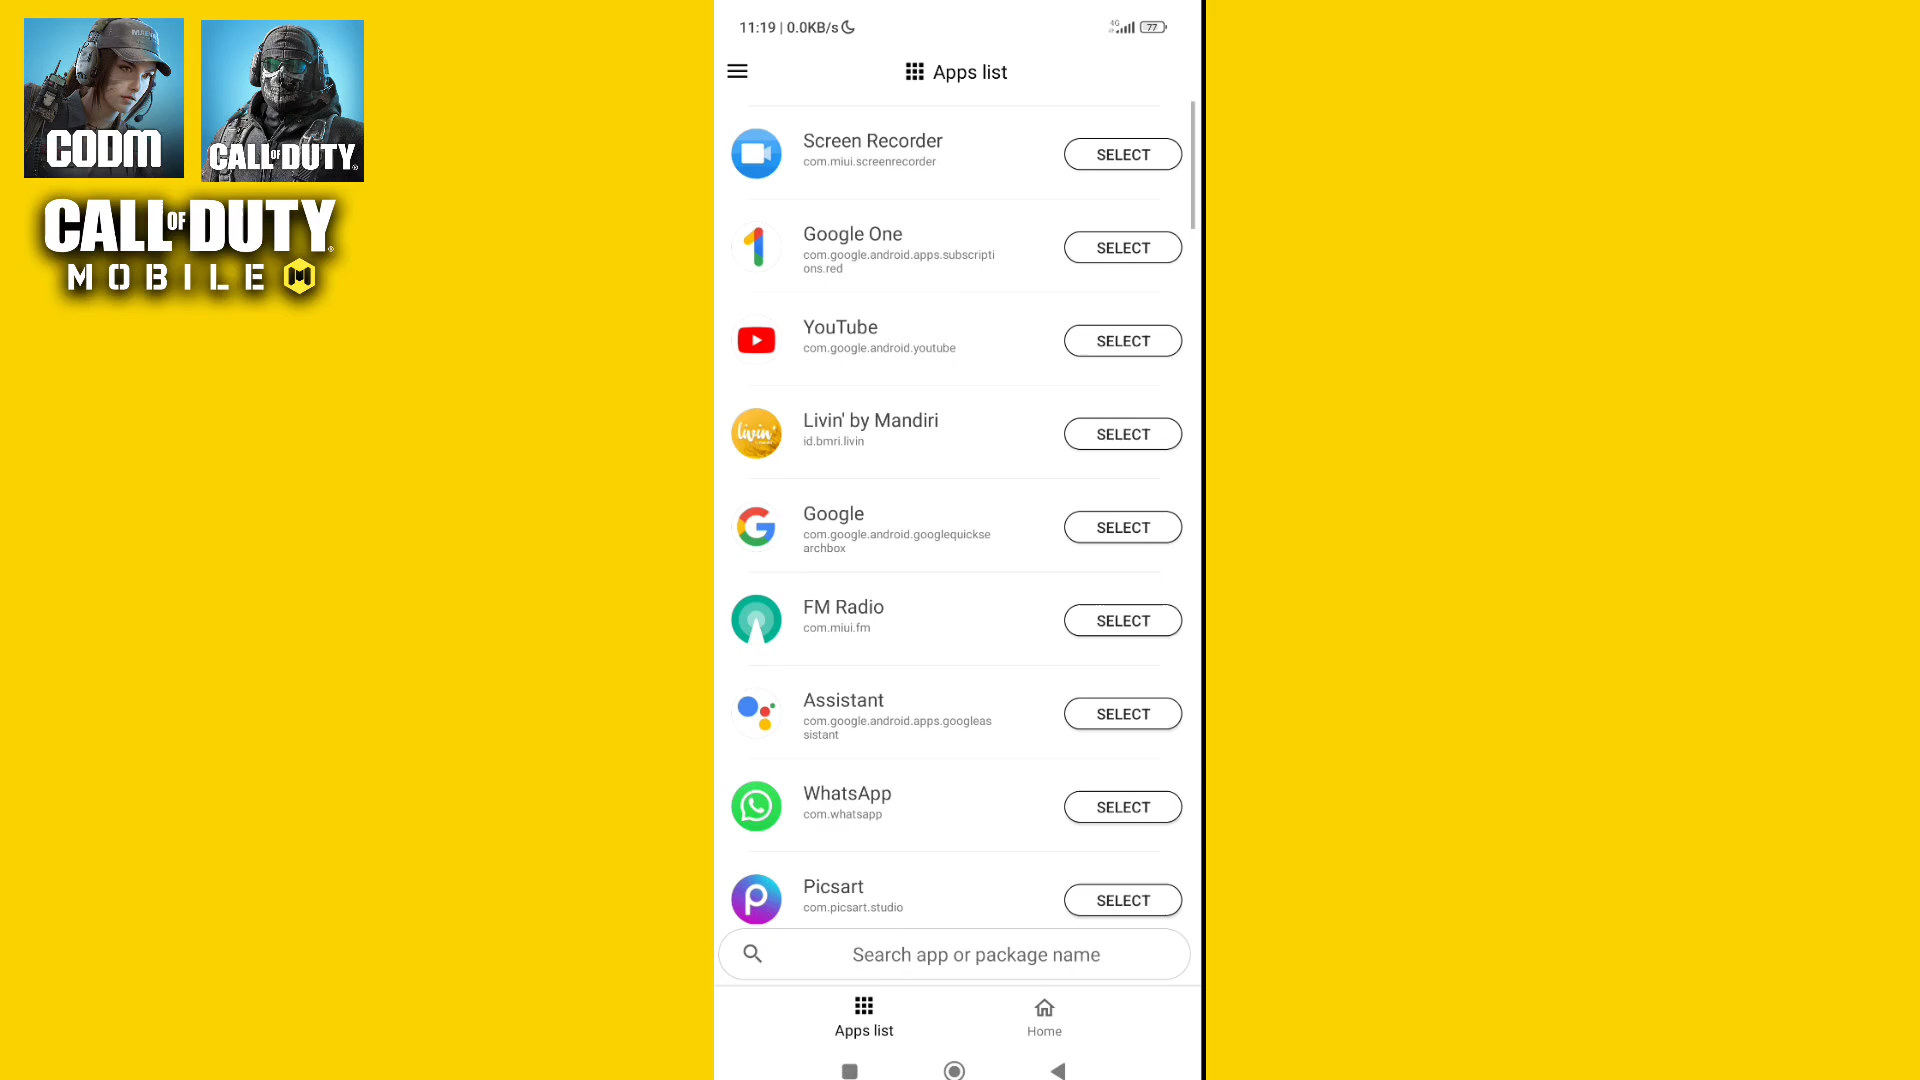 MAEVA
CODM
CALL OF DUTY
CALL OF DUTY
MOBILE
11:19 | 0.0KB/s
4G
77
Apps list
Screen Recorder
com.miui.screenrecorder
SELECT
Google One
com.google.android.apps.subscripti
ons.red
SELECT
YouTube
com.google.android.youtube
SELECT
Livin' by Mandiri
id.bmri.livin
livin'
SELECT
Google
com.google.android.googlequickse
archbox
SELECT
FM Radio
com.miui.fm
SELECT
Assistant
com.google.android.apps.googleas
sistant
SELECT
WhatsApp
com.whatsapp
SELECT
Picsart
com.picsart.studio
SELECT
Search app or package name
Apps list
Home